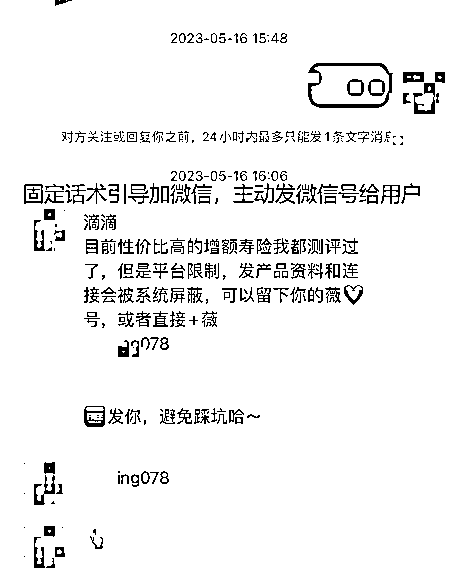 2023-05-16 15:48
对方关注或回复你之前，24小时内最多只能发1条文字消息
2023-05-16 16:06
固定话术引导加微信，主动发微信号给用户
滴滴
目前性价比高的增额寿险我都测评过
了，但是平台限制，发产品资料和连
接会被系统屏蔽，可以留下你的薇♡
号，或者直接+薇
g078
发你，避免踩坑哈～
ing078